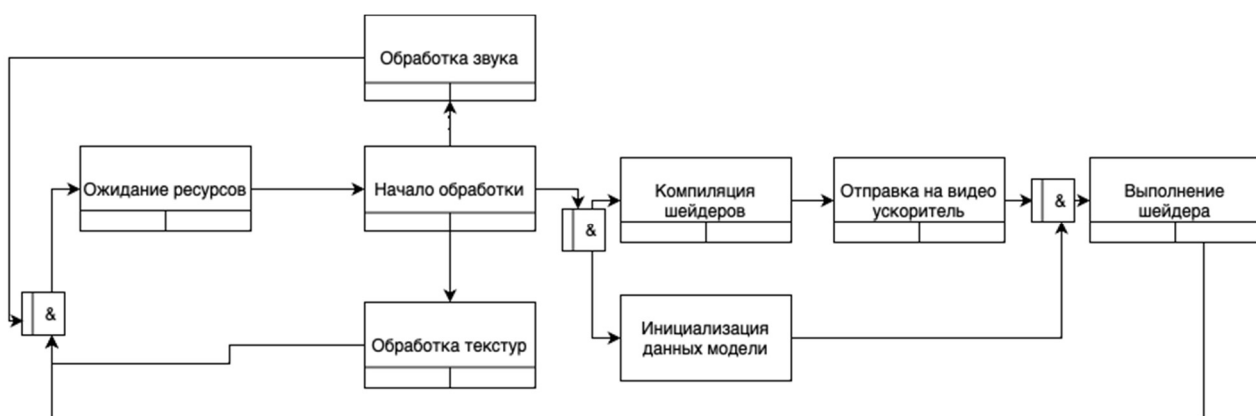 Обработка звука
Ожидание ресурсов
Начало обработки
Компиляция
шейдеров
Отправка на видео
ускоритель
&
Выполнение
шейдера
&
&
Обработка текстур
Инициализация
данных модели